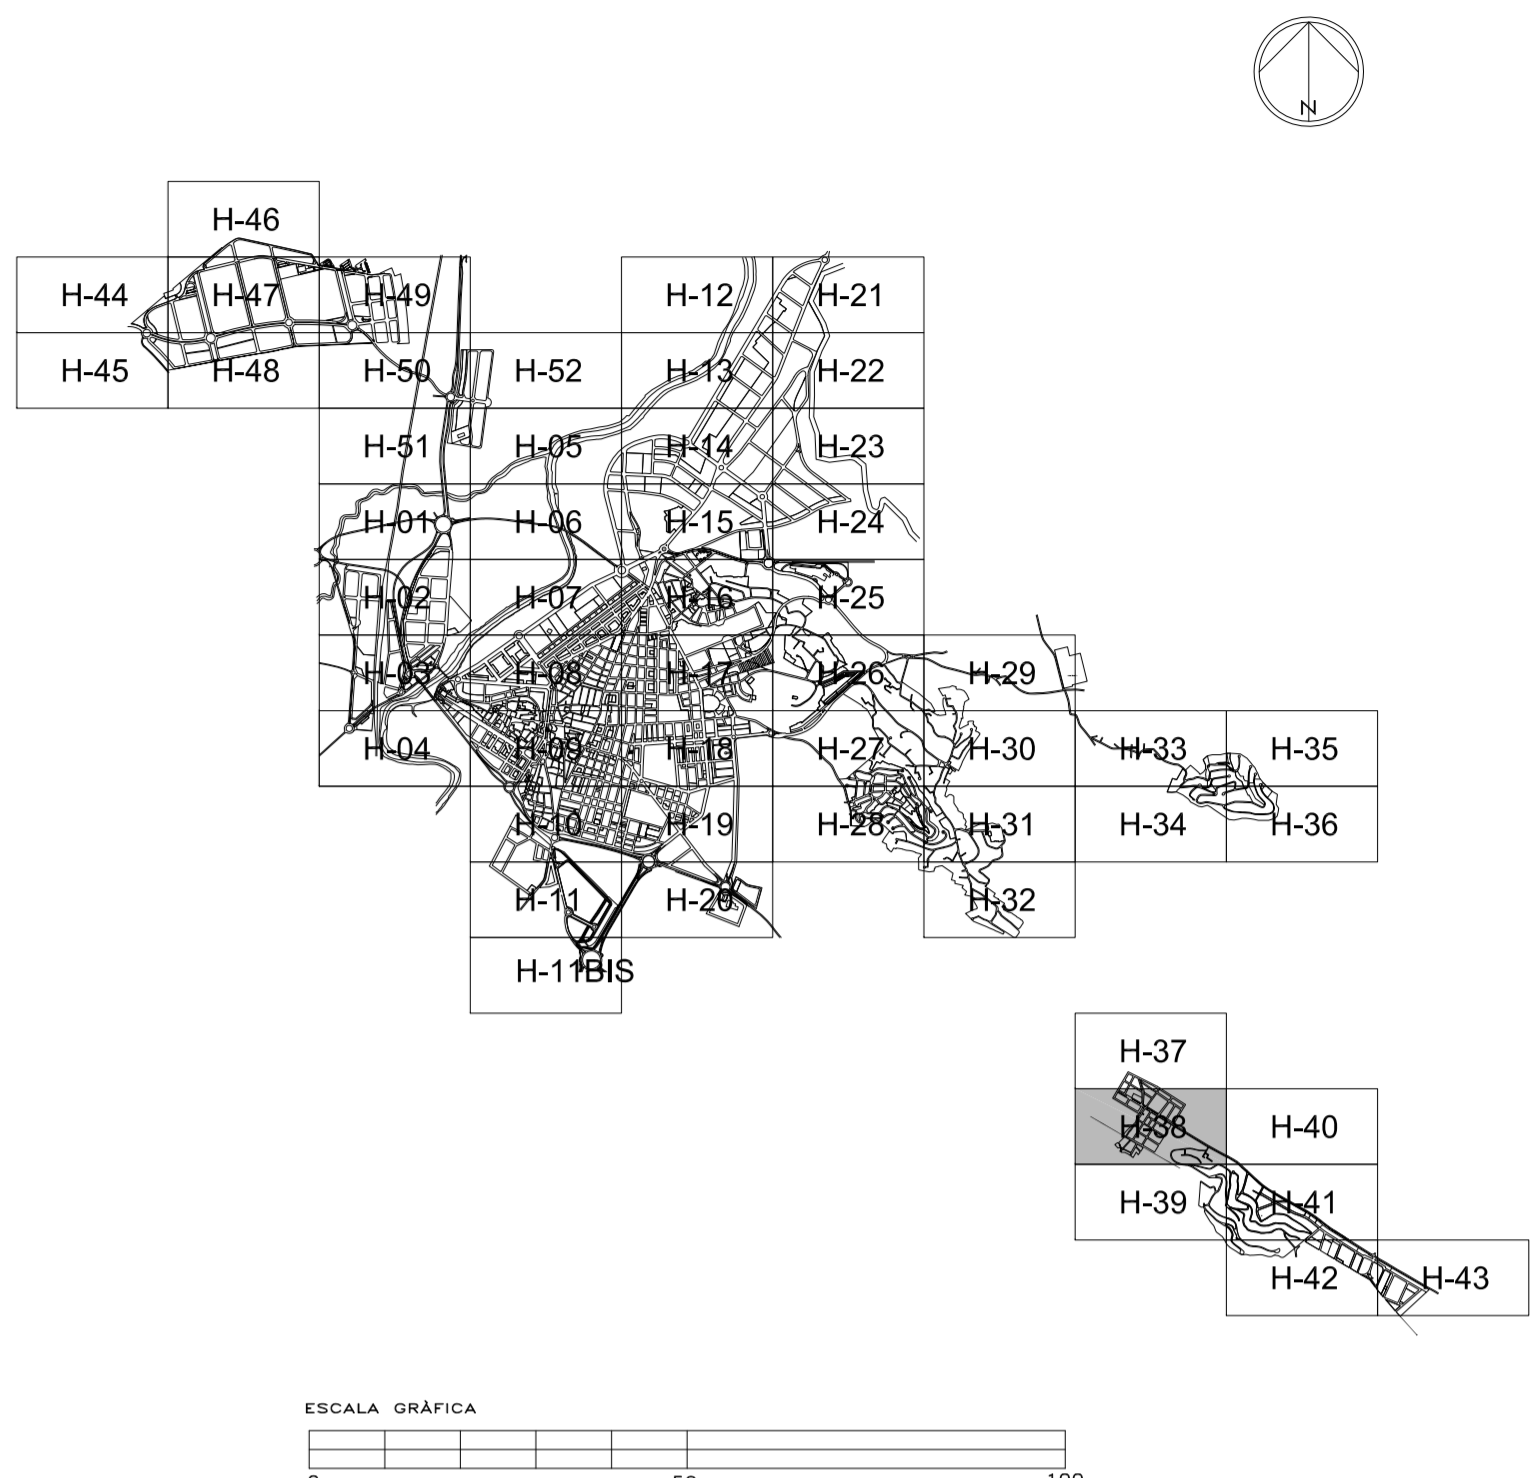 N
H-46
H-44 H-47 H-49 H-12 H-21
H-45 H-48 H-50 H-52 H-13 H-22
H-51 H-05 H-14 H-23
H-01 H-06 H-15 H-24
H-02 H-07 H-16 H-25
H-03 H-08 H-17 H-26 H-29
H-04 H-09 H-18 H-27 H-30 H-33 H-35
H-10 H-19 H-28 H-31 H-34 H-36
H-11 H-20 H-32
H-11BIS
H-37
H-38 H-40
H-39 H-41
H-42 H-43
ESCALA GRÀFICA
0 50 100